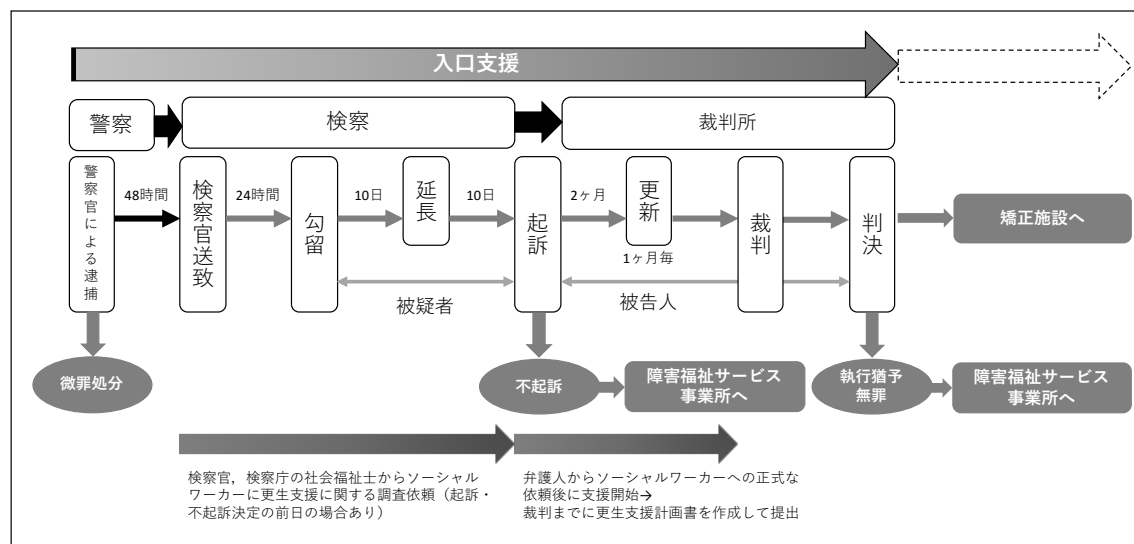 入口支援
警察
検察
裁判所
警察官による逮捕
48時間
検察官送致
24時間
勾留
10日
延長
10日
起訴
2ヶ月
更新
1ヶ月毎
裁判
判決
矯正施設へ
被疑者
被告人
微罪処分
不起訴
障害福祉サービス
事業所へ
執行猶予
無罪
障害福祉サービス
事業所へ
検察官，検察庁の社会福祉士からソーシャル
ワーカーに更生支援に関する調査依頼（起訴・
不起訴決定の前日の場合あり）
弁護人からソーシャルワーカーへの正式な
依頼後に支援開始→
裁判までに更生支援計画書を作成して提出